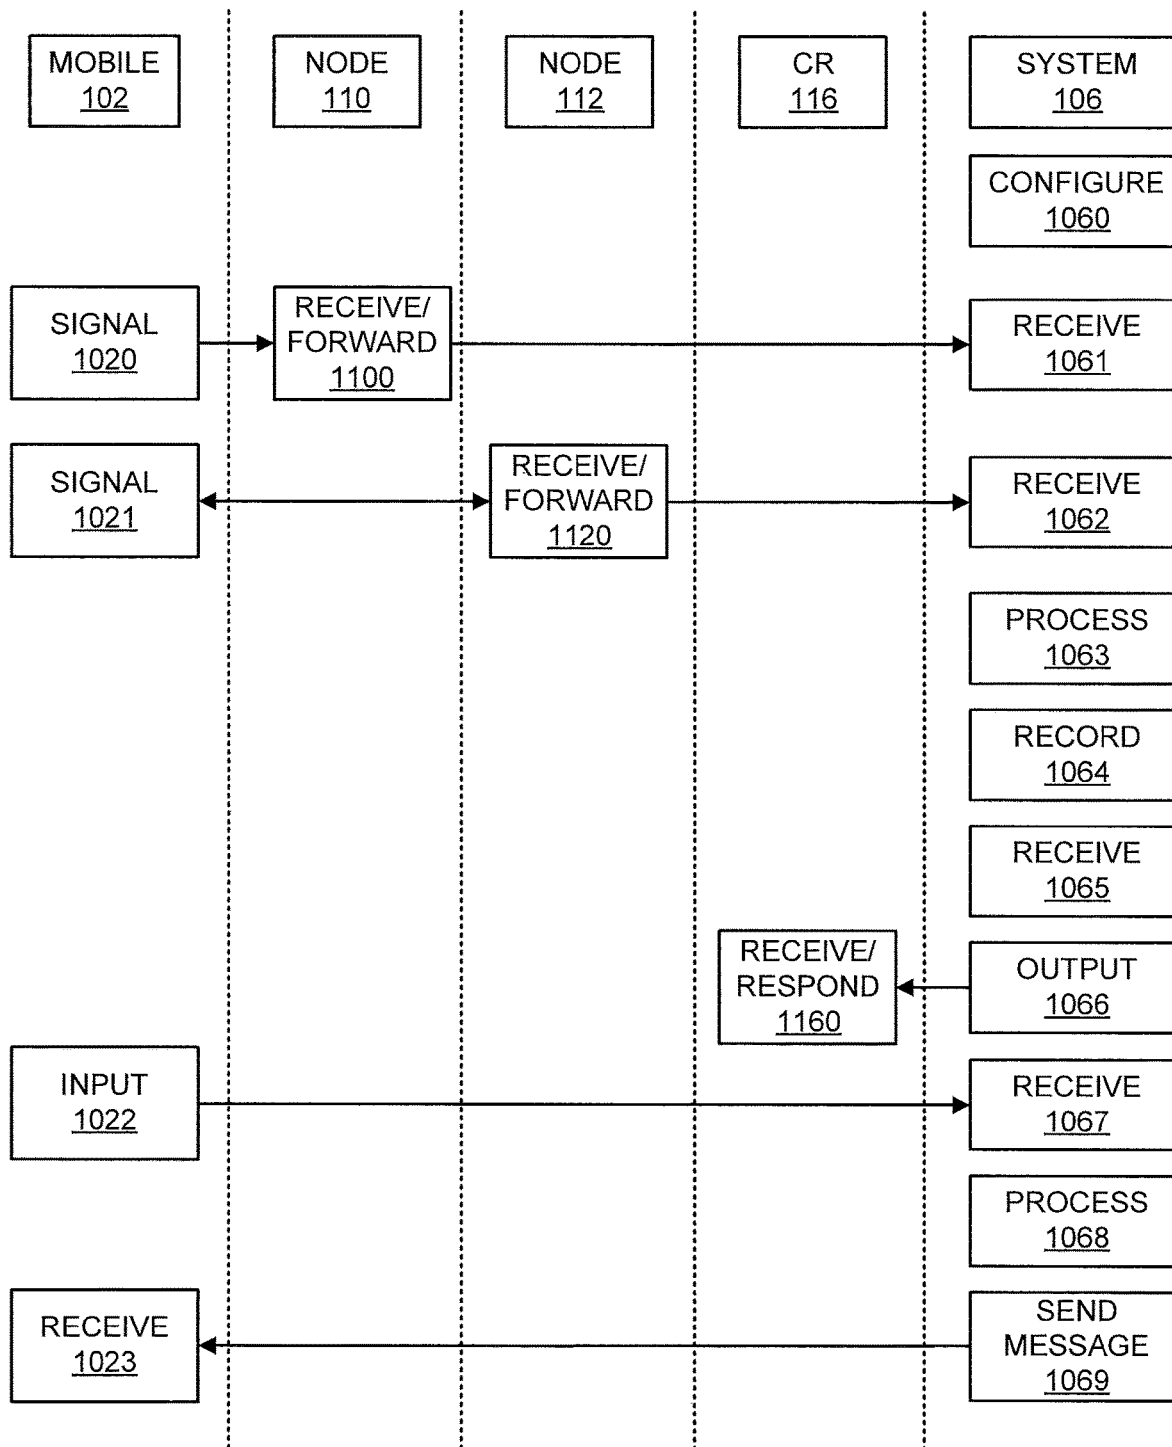 MOBILE
102
NODE
110
NODE
112
CR
116
SYSTEM
106
CONFIGURE
1060
SIGNAL
1020
RECEIVE/
FORWARD
1100
RECEIVE
1061
SIGNAL
1021
RECEIVE/
FORWARD
1120
RECEIVE
1062
PROCESS
1063
RECORD
1064
RECEIVE
1065
RECEIVE/
RESPOND
1160
OUTPUT
1066
INPUT
1022
RECEIVE
1067
PROCESS
1068
RECEIVE
1023
SEND
MESSAGE
1069